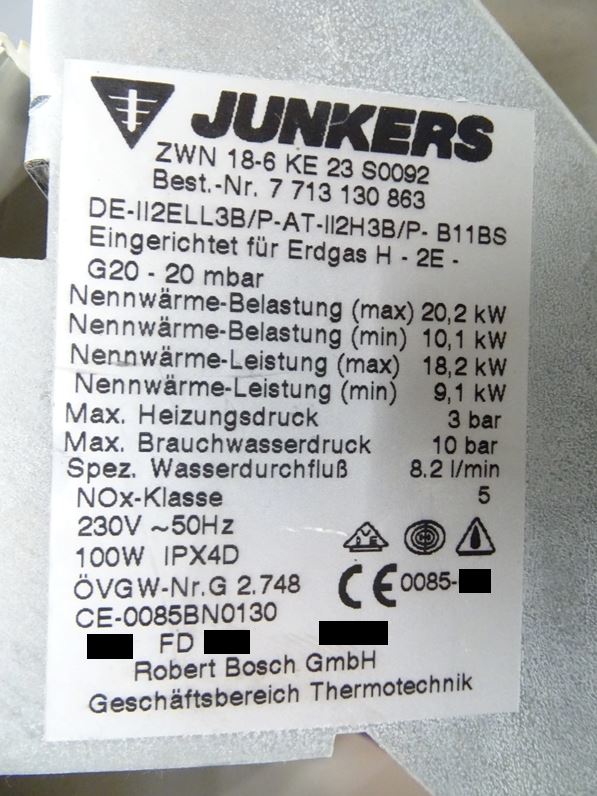 JUNKERS
ZWN 18-6 KE 23 S0092
Best.-Nr. 7 713 130 863
DE-II2ELL3B/P-AT-II2H3B/P- B11BS
Eingerichtet für Erdgas H - 2E -
G20 - 20 mbar
Nennwärme-Belastung (max) 20,2 kW
Nennwärme-Belastung (min) 10,1 kW
Nennwärme-Leistung (max) 18,2 kW
Nennwärme-Leistung (min) 9,1 kW
Max. Heizungsdruck 3 bar
Max. Brauchwasserdruck 10 bar
Spez. Wasserdurchfluß 8.2 l/min
NOx-Klasse 5
230V ~50Hz
100W IPX4D
ÖVGW-Nr.G 2.748 CE 0085-
CE-0085BN0130
FD
Robert Bosch GmbH
Geschäftsbereich Thermotechnik